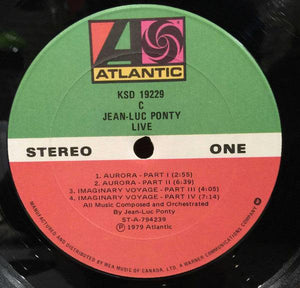 ATLANTIC
KSD 19229
C
JEAN-LUC PONTY
LIVE
STEREO ONE
1. AURORA - PART I (2:55)
2. AURORA - PART II (6:39)
3. IMAGINARY VOYAGE - PART III (4:05)
4. IMAGINARY VOYAGE - PART IV (7:14)
All Music Composed and Orchestrated
By Jean-Luc Ponty
ST-A-794239
℗ 1979 Atlantic
MANUFACTURED AND DISTRIBUTED BY WEA MUSIC OF CANADA, LTD. A WARNER COMMUNICATIONS COMPANY